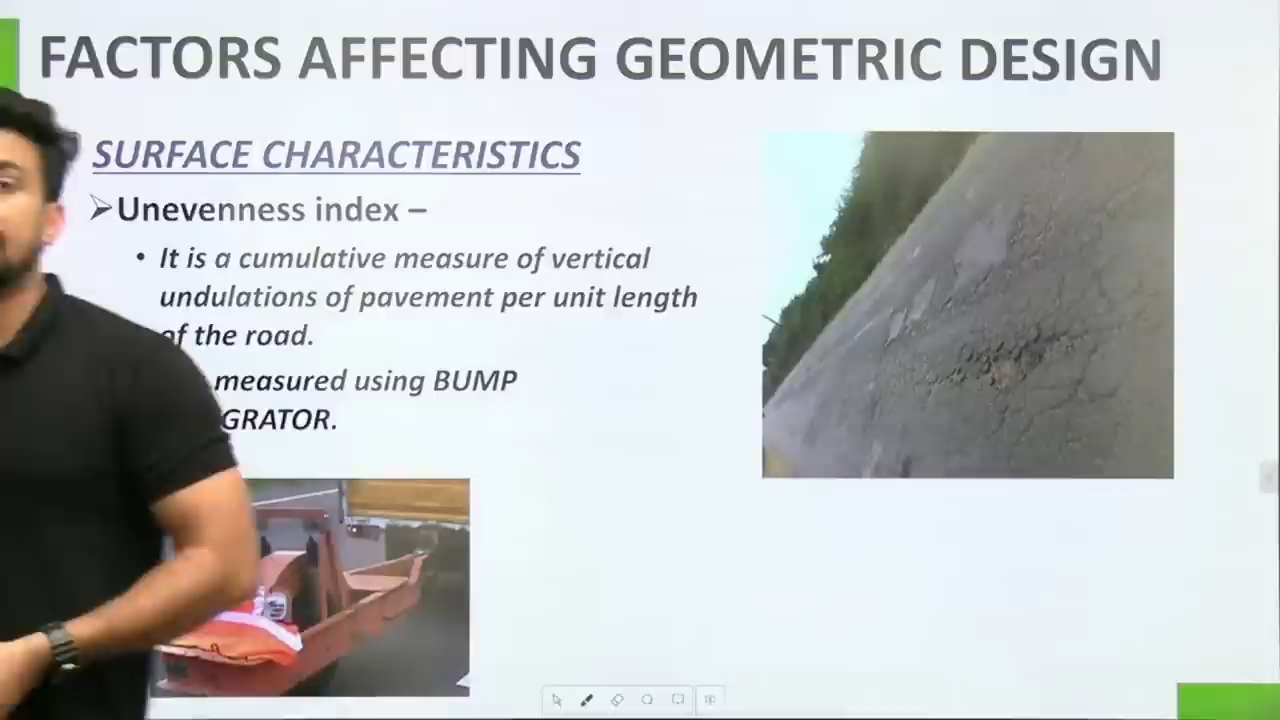 FACTORS AFFECTING GEOMETRIC DESIGN
SURFACE CHARACTERISTICS
➢Unevenness index –
• It is a cumulative measure of vertical
undulations of pavement per unit length
of the road.
measured using BUMP
GRATOR.